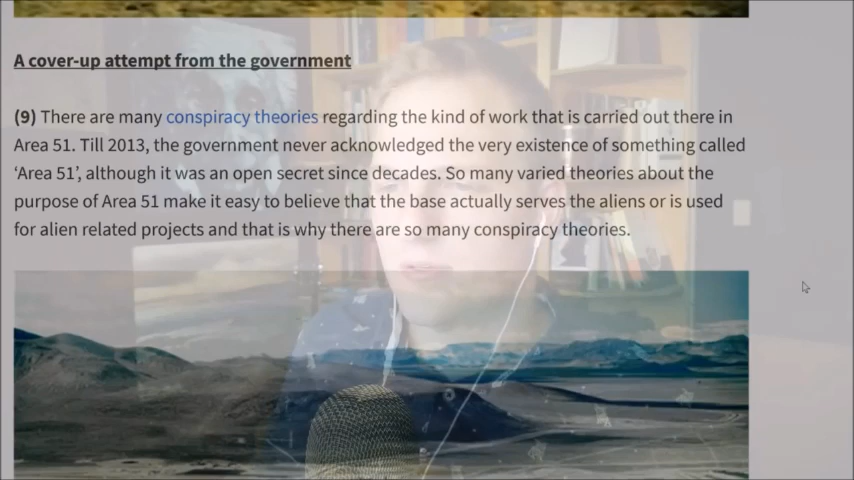 A cover-up attempt from the government
(9) There are many conspiracy theories regarding the kind of work that is carried out there in
Area 51. Till 2013, the government never acknowledged the very existence of something called
‘Area 51’, although it was an open secret since decades. So many varied theories about the
purpose of Area 51 make it easy to believe that the base actually serves the aliens or is used
for alien related projects and that is why there are so many conspiracy theories.